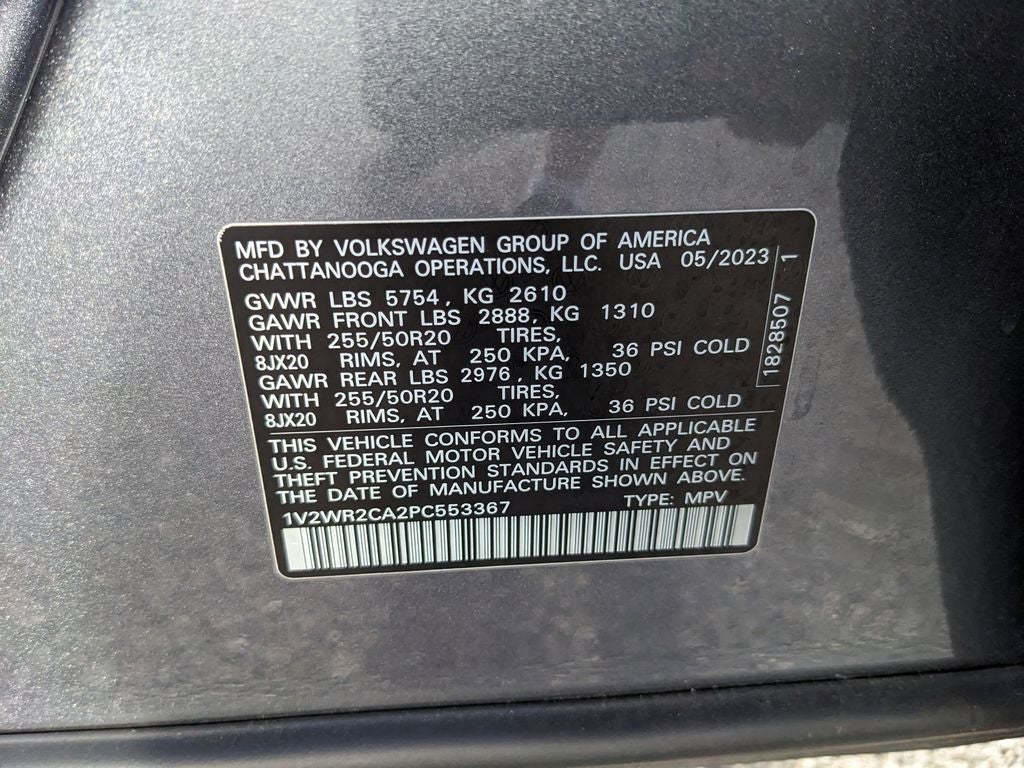 MFD BY VOLKSWAGEN GROUP OF AMERICA
CHATTANOOGA OPERATIONS, LLC. USA 05/2023
GVWR LBS 5754, KG 2610
GAWR FRONT LBS 2888, KG 1310
WITH 255/50R20 TIRES,
8JX20 RIMS, AT 250 KPA, 36 PSI COLD
GAWR REAR LBS 2976, KG 1350
WITH 255/50R20 TIRES,
8JX20 RIMS, AT 250 KPA, 36 PSI COLD
THIS VEHICLE CONFORMS TO ALL APPLICABLE
U.S. FEDERAL MOTOR VEHICLE SAFETY AND
THEFT PREVENTION STANDARDS IN EFFECT ON
THE DATE OF MANUFACTURE SHOWN ABOVE.
1V2WR2CA2PC553367 TYPE: MPV
1828507 1